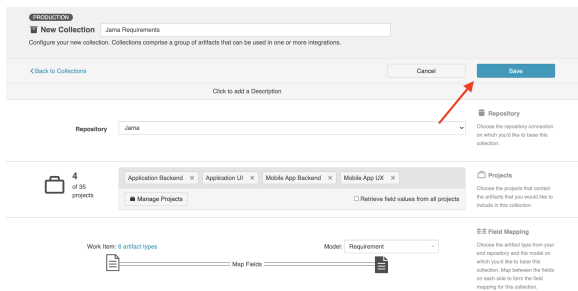 PRODUCTION
New Collection Jama Requirements
Configure your new collection. Collections comprise a group of artifacts that can be used in one or more integrations.
Back to Collections
Cancel
Save
Click to add a Description
Repository
Jama
Repository
Choose the repository connection
on which you'd like to base this
collection.
4
of 35
projects
Application Backend ×
Application UI ×
Mobile App Backend ×
Mobile App UX ×
Manage Projects
Retrieve field values from all projects
Projects
Choose the projects that contain
the artifacts that you would like to
include in this collection.
Work Item: 6 artifact types
Model: Requirement
Map Fields
Field Mapping
Choose the artifact type from your
end repository and the model on
which you'd like to base this
collection. Map between the fields
on each side to form the field
mapping for this collection.